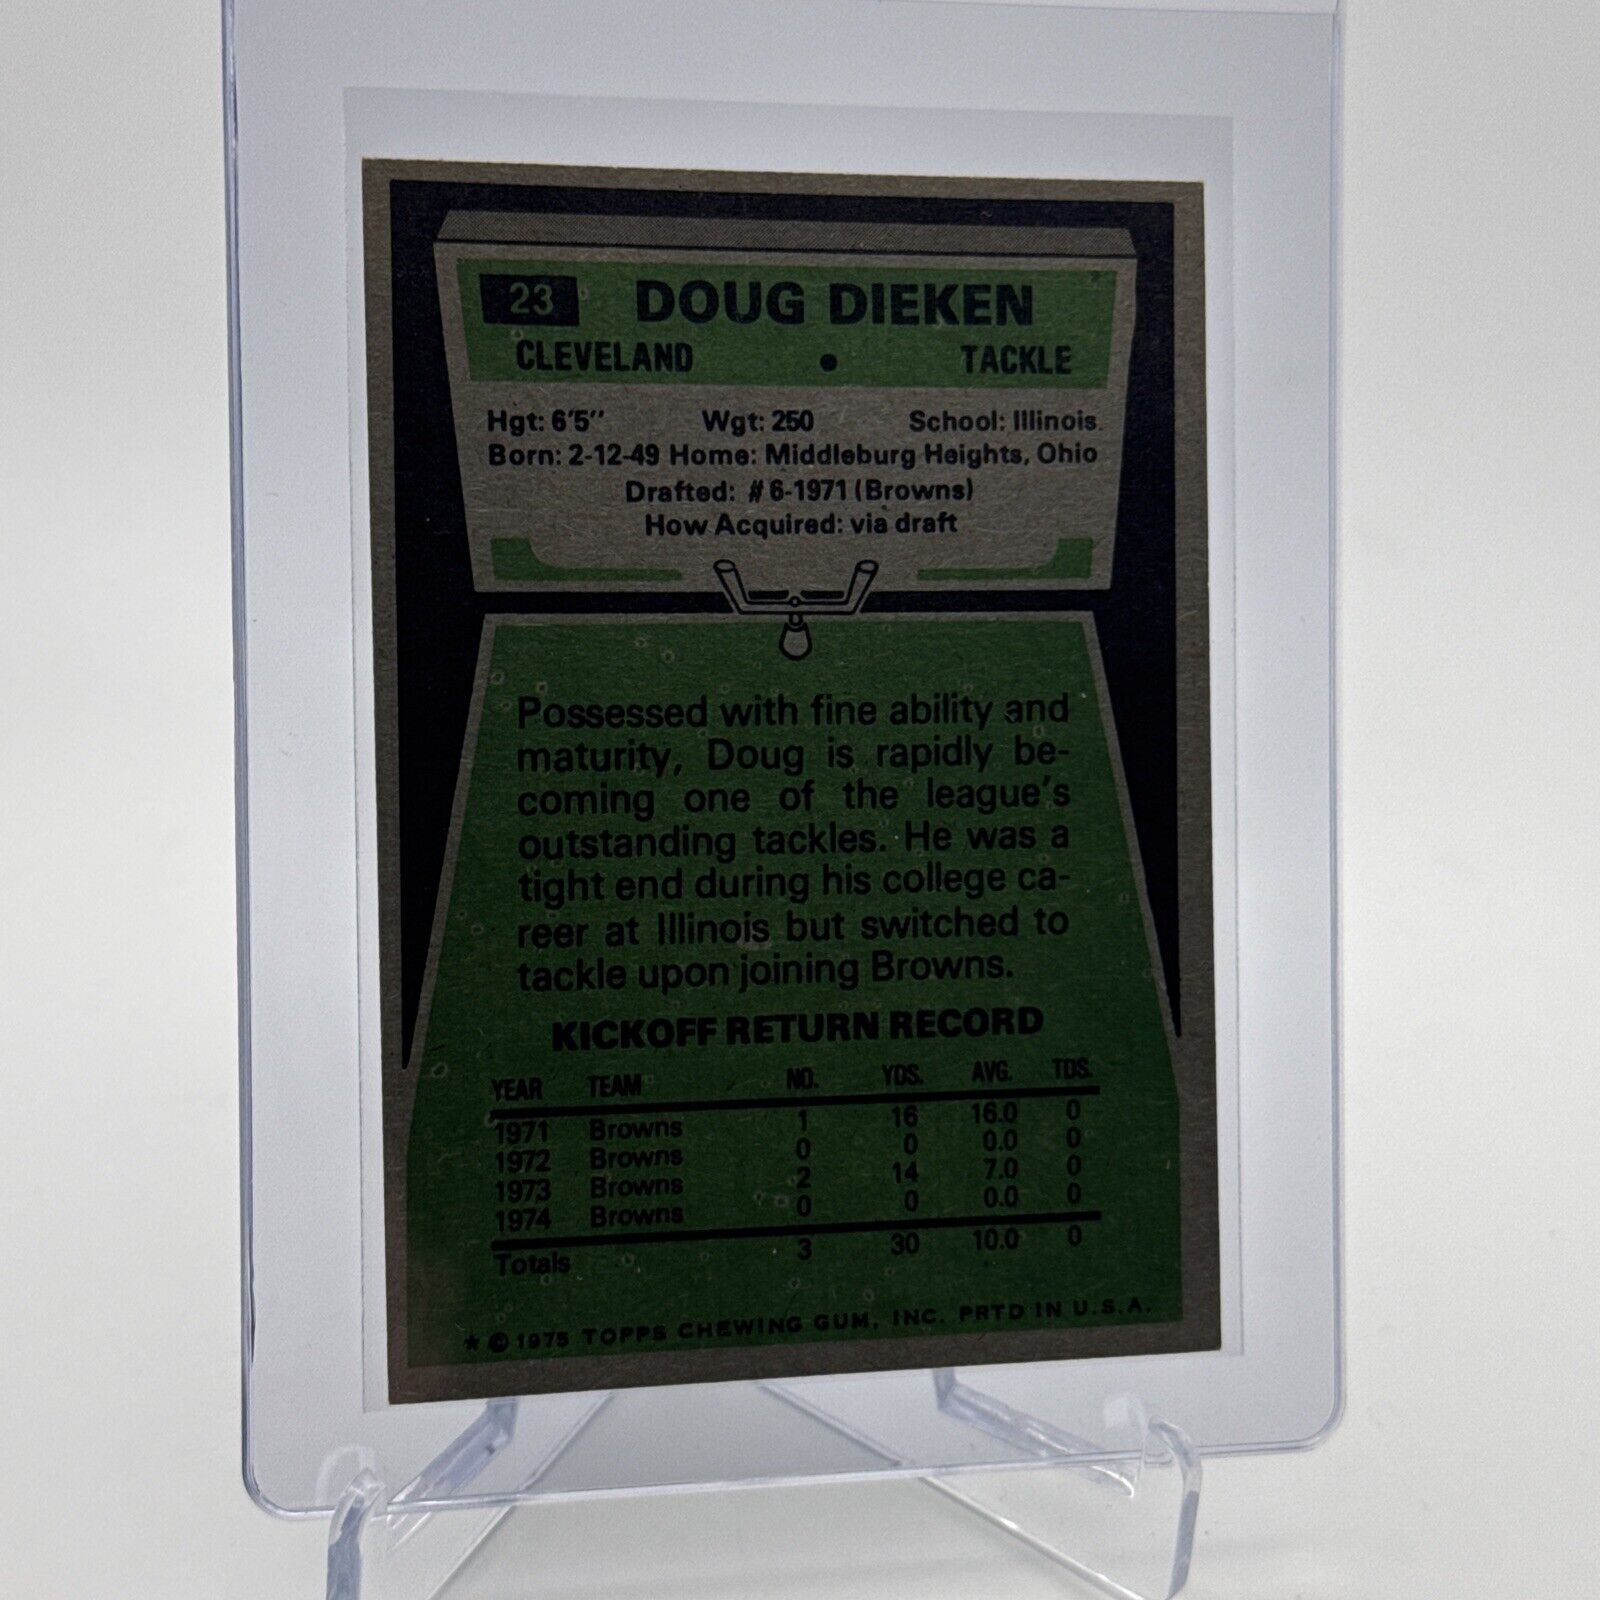 23 DOUG DIEKEN
CLEVELAND • TACKLE
Hgt: 6'5" Wgt: 250 School: Illinois
Born: 2-12-49 Home: Middleburg Heights, Ohio
Drafted: #6-1971 (Browns)
How Acquired: via draft
Possessed with fine ability and
maturity, Doug is rapidly be-
coming one of the league's
outstanding tackles. He was a
tight end during his college ca-
reer at Illinois but switched to
tackle upon joining Browns.
KICKOFF RETURN RECORD
YEAR TEAM NO. YDS. AVG. TDS.
1971 Browns 1 16 16.0 0
1972 Browns 0 0 0.0 0
1973 Browns 2 14 7.0 0
1974 Browns 0 0 0.0 0
Totals 3 30 10.0 0
★ © 1975 TOPPS CHEWING GUM, INC. PRTD IN U.S.A.